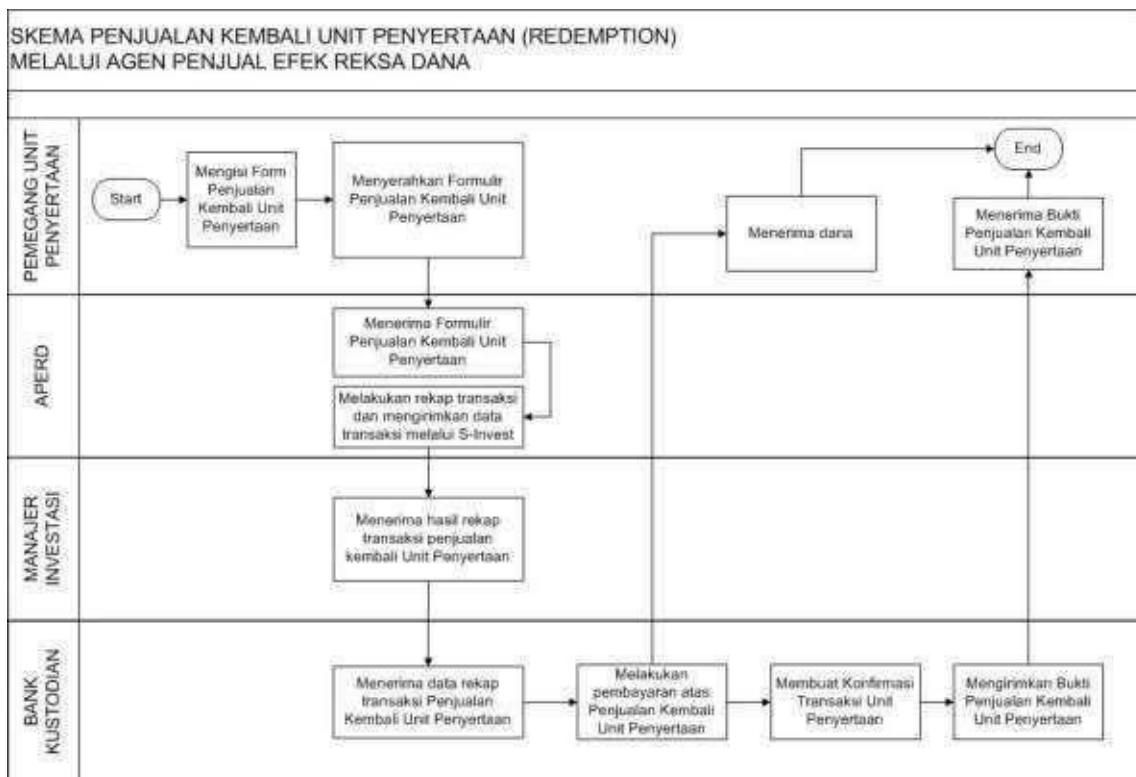 SKEMA PENJUALAN KEMBALI UNIT PENYERTAAN (REDEMPTION)
MELALUI AGEN PENJUAL EFEK REKSA DANA
PEMEGANG UNIT
PENYERTAAN
Start
Mengisi Form
Penjualan
Kembali Unit
Penyertaan
Menyerahkan Formulir
Penjualan Kembali Unit
Penyertaan
Menerima dana
End
Menerima Bukti
Penjualan Kembali
Unit Penyertaan
APERD
Menerima Formulir
Penjualan Kembali Unit
Penyertaan
Melakukan rekap transaksi
dan mengirimkan data
transaksi melalui S-Invest
MANAJER
INVESTASI
Menerima hasil rekap
transaksi penjualan
kembali Unit Penyertaan
BANK
KUSTODIAN
Menerima data rekap
transaksi Penjualan
Kembali Unit Penyertaan
Melakukan
pembayaran atas
Penjualan Kembali
Unit Penyertaan
Membuat Konfirmasi
Transaksi Unit
Penyertaan
Mengirimkan Bukti
Penjualan Kembali
Unit Penyertaan